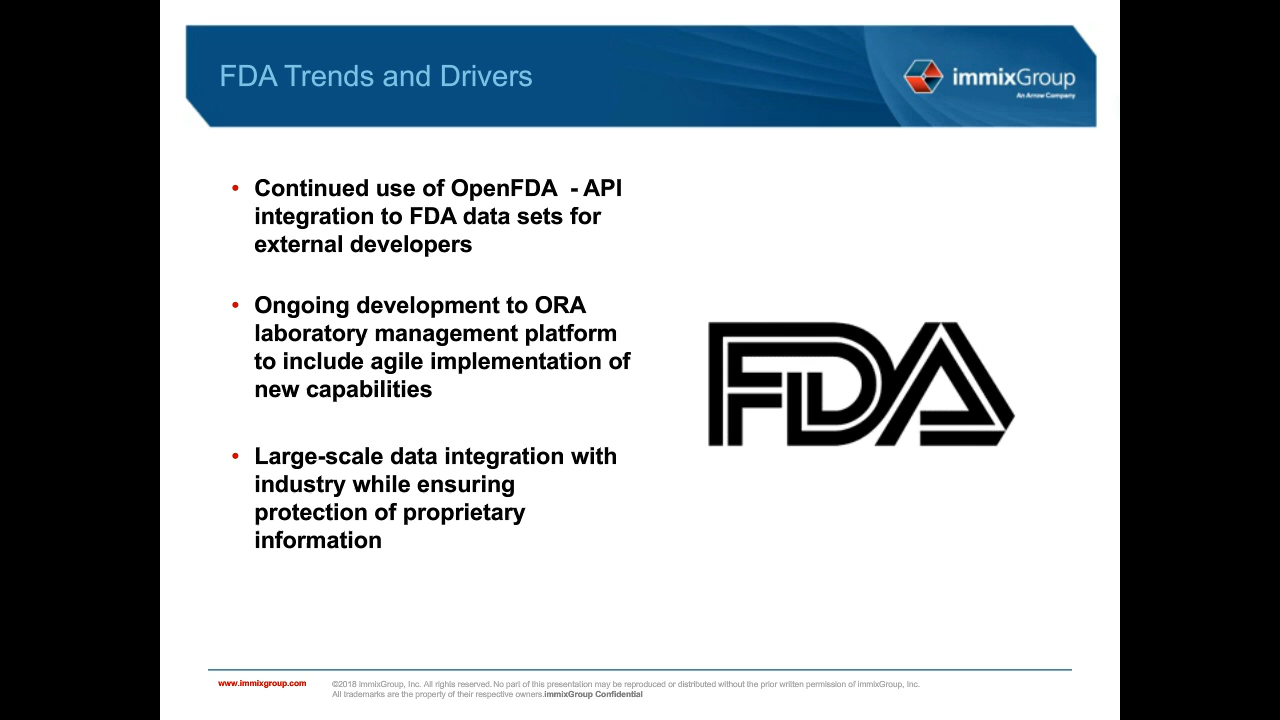 FDA Trends and Drivers
immixGroup
An Arrow Company
• Continued use of OpenFDA  - API
integration to FDA data sets for
external developers
• Ongoing development to ORA
laboratory management platform
to include agile implementation of
new capabilities
• Large-scale data integration with
industry while ensuring
protection of proprietary
information
FDA
www.immixgroup.com
©2018 immixGroup, Inc. All rights reserved. No part of this presentation may be reproduced or distributed without the prior written permission of immixGroup, Inc.
All trademarks are the property of their respective owners.immixGroup Confidential